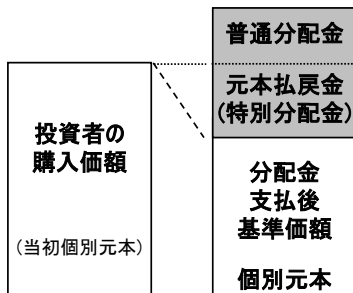 投資者の
購入価額
(当初個別元本)
普通分配金
元本払戻金
(特別分配金)
分配金
支払後
基準価額
個別元本